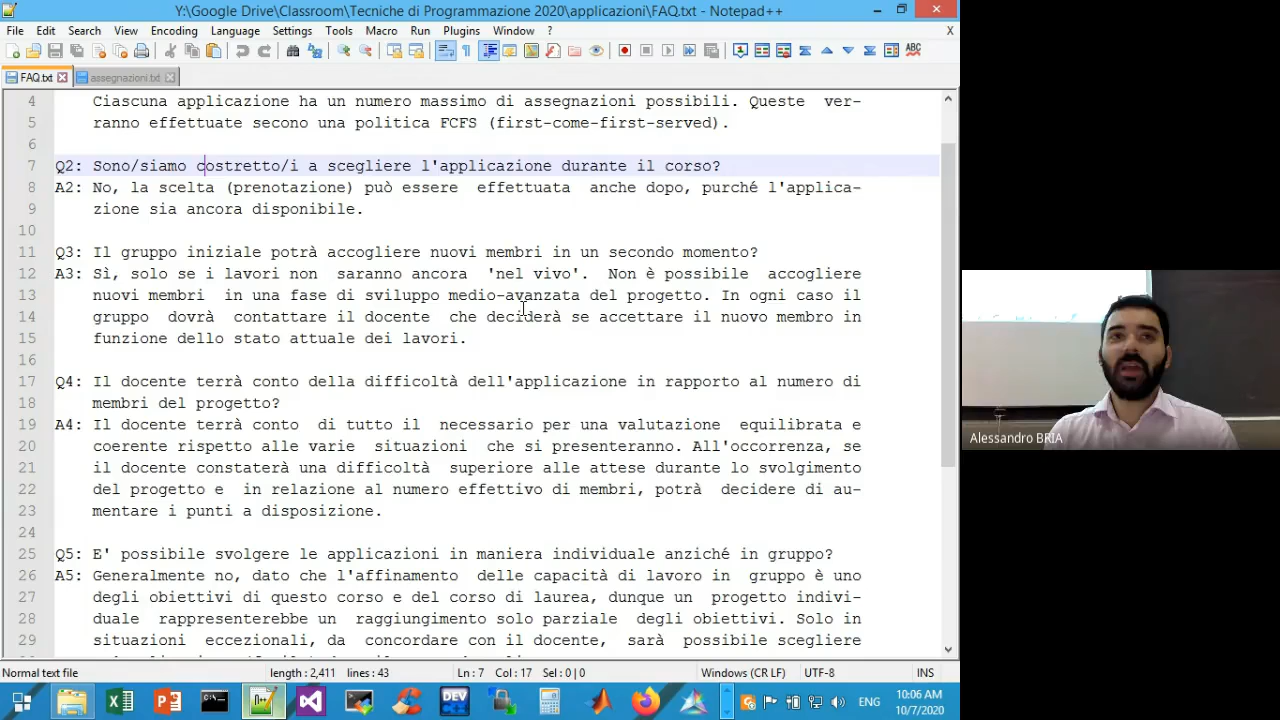 Y:\Google Drive\Classroom\Tecniche di Programmazione 2020\applicazioni\FAQ.txt - Notepad++
File Edit Search View Encoding Language Settings Tools Macro Run Plugins Window ? X
FAQ.txt assegnazioni.txt
4 Ciascuna applicazione ha un numero massimo di assegnazioni possibili. Queste ver-
5 ranno effettuate secono una politica FCFS (first-come-first-served).
6
7 Q2: Sono/siamo costretto/i a scegliere l'applicazione durante il corso?
8 A2: No, la scelta (prenotazione) può essere effettuata anche dopo, purché l'applica-
9 zione sia ancora disponibile.
10
11 Q3: Il gruppo iniziale potrà accogliere nuovi membri in un secondo momento?
12 A3: Sì, solo se i lavori non saranno ancora 'nel vivo'. Non è possibile accogliere
13 nuovi membri in una fase di sviluppo medio-avanzata del progetto. In ogni caso il
14 gruppo dovrà contattare il docente che deciderà se accettare il nuovo membro in
15 funzione dello stato attuale dei lavori.
16
17 Q4: Il docente terrà conto della difficoltà dell'applicazione in rapporto al numero di
18 membri del progetto?
19 A4: Il docente terrà conto di tutto il necessario per una valutazione equilibrata e
20 coerente rispetto alle varie situazioni che si presenteranno. All'occorrenza, se
21 il docente constaterà una difficoltà superiore alle attese durante lo svolgimento
22 del progetto e in relazione al numero effettivo di membri, potrà decidere di au-
23 mentare i punti a disposizione.
24
25 Q5: E' possibile svolgere le applicazioni in maniera individuale anziché in gruppo?
26 A5: Generalmente no, dato che l'affinamento delle capacità di lavoro in gruppo è uno
27 degli obiettivi di questo corso e del corso di laurea, dunque un progetto indivi-
28 duale rappresenterebbe un raggiungimento solo parziale degli obiettivi. Solo in
29 situazioni eccezionali, da concordare con il docente, sarà possibile scegliere
Alessandro BRIA
Normal text file length : 2,411 lines : 43 Ln : 7 Col : 17 Sel : 0 | 0 Windows (CR LF) UTF-8 INS
DEV
ENG
10:06 AM
10/7/2020